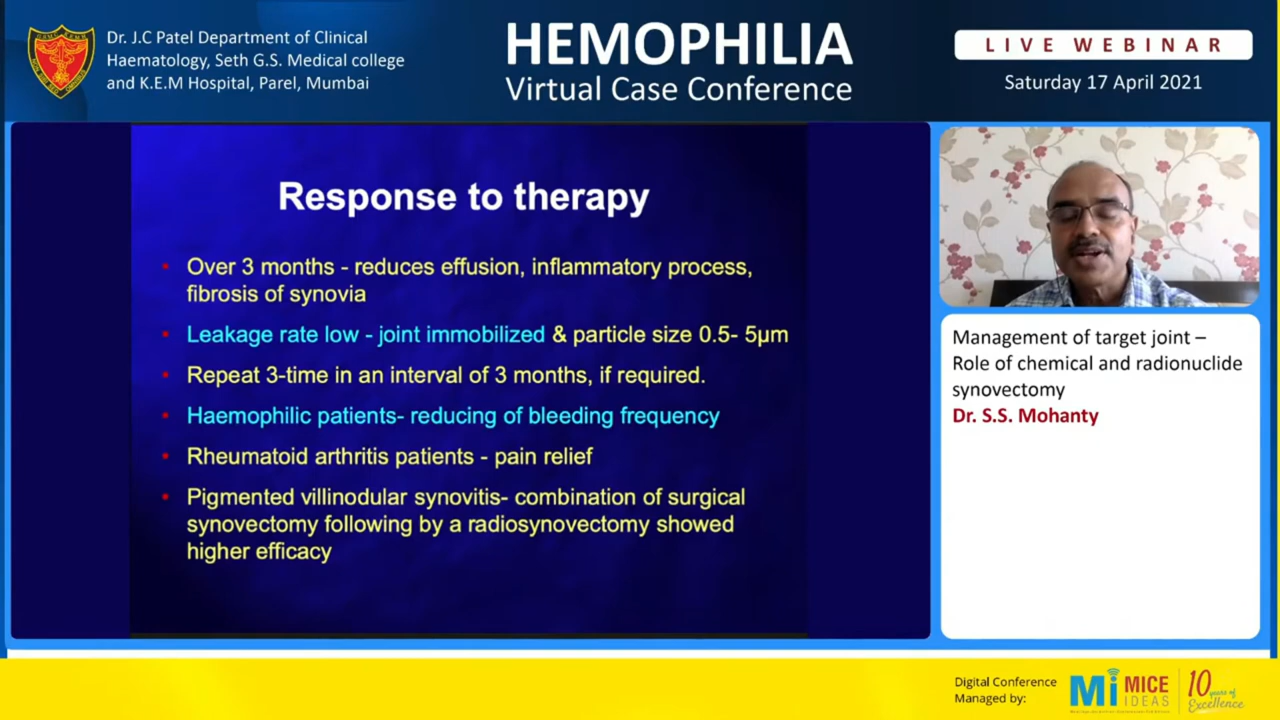 Dr. J.C Patel Department of Clinical
Haematology, Seth G.S. Medical college
and K.E.M Hospital, Parel, Mumbai
HEMOPHILIA
Virtual Case Conference
LIVE WEBINAR
Saturday 17 April 2021
Response to therapy
• Over 3 months - reduces effusion, inflammatory process,
fibrosis of synovia
• Leakage rate low - joint immobilized & particle size 0.5- 5µm
• Repeat 3-time in an interval of 3 months, if required.
• Haemophilic patients- reducing of bleeding frequency
• Rheumatoid arthritis patients - pain relief
• Pigmented villinodular synovitis- combination of surgical
synovectomy following by a radiosynovectomy showed
higher efficacy
Management of target joint –
Role of chemical and radionuclide
synovectomy
Dr. S.S. Mohanty
Digital Conference
Managed by:
Mi MICE
IDEAS
10 years of
Excellence